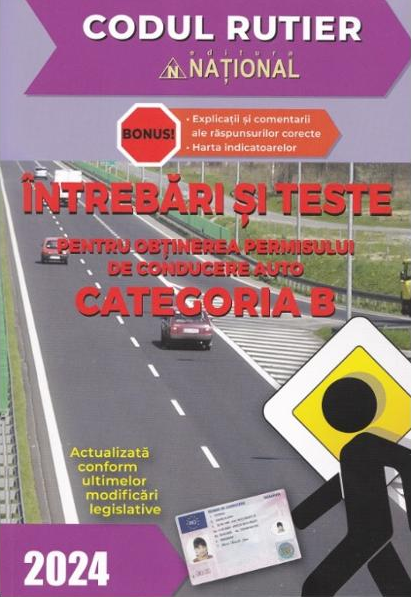 CODUL RUTIER
editura
N NAȚIONAL
BONUS!
• Explicații și comentarii
ale răspunsurilor corecte
• Harta indicatoarelor
ÎNTREBĂRI ȘI TESTE
PENTRU OBȚINEREA PERMISULUI
DE CONDUCERE AUTO
CATEGORIA B
Actualizată
conform
ultimelor
modificări
legislative
2024